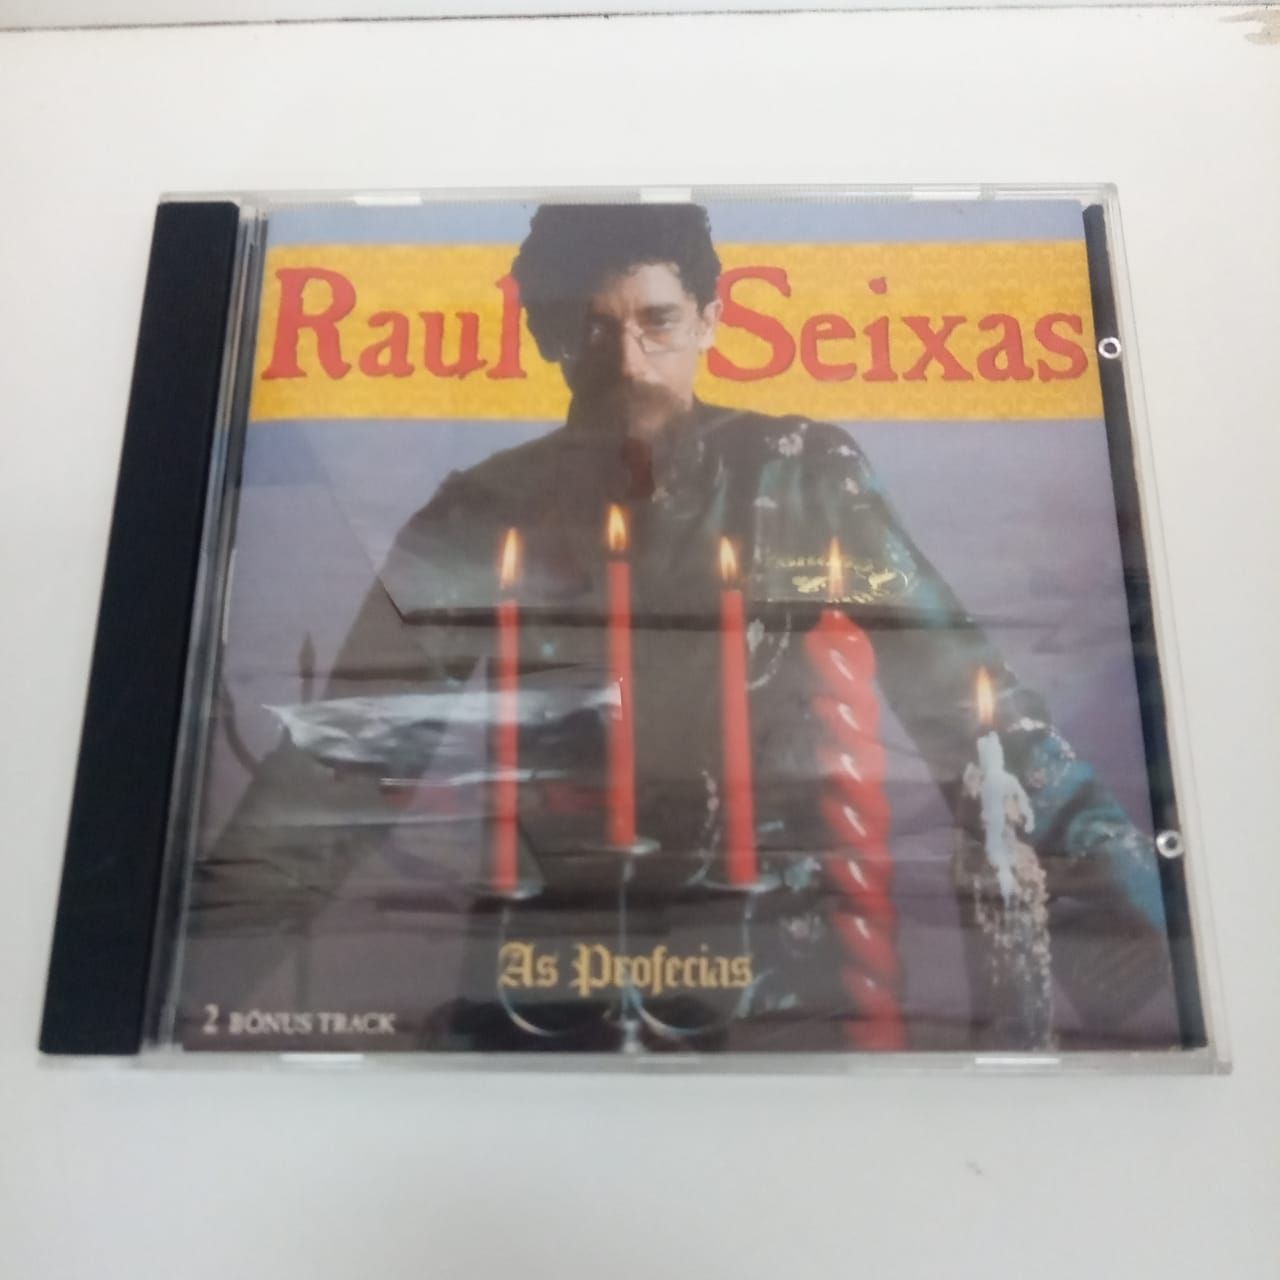 Raul Seixas
As Profecias
2 BÔNUS TRACK